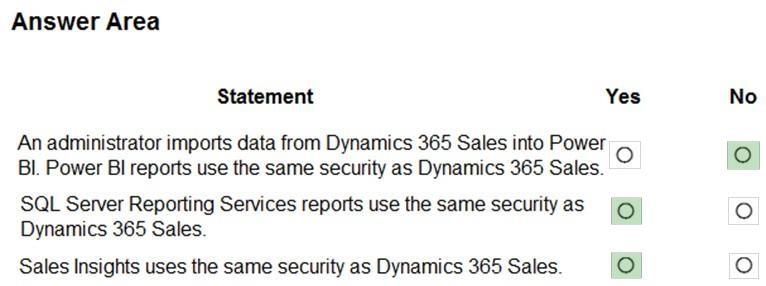 Answer Area
Statement Yes No
An administrator imports data from Dynamics 365 Sales into Power
BI. Power BI reports use the same security as Dynamics 365 Sales.
SQL Server Reporting Services reports use the same security as
Dynamics 365 Sales.
Sales Insights uses the same security as Dynamics 365 Sales.